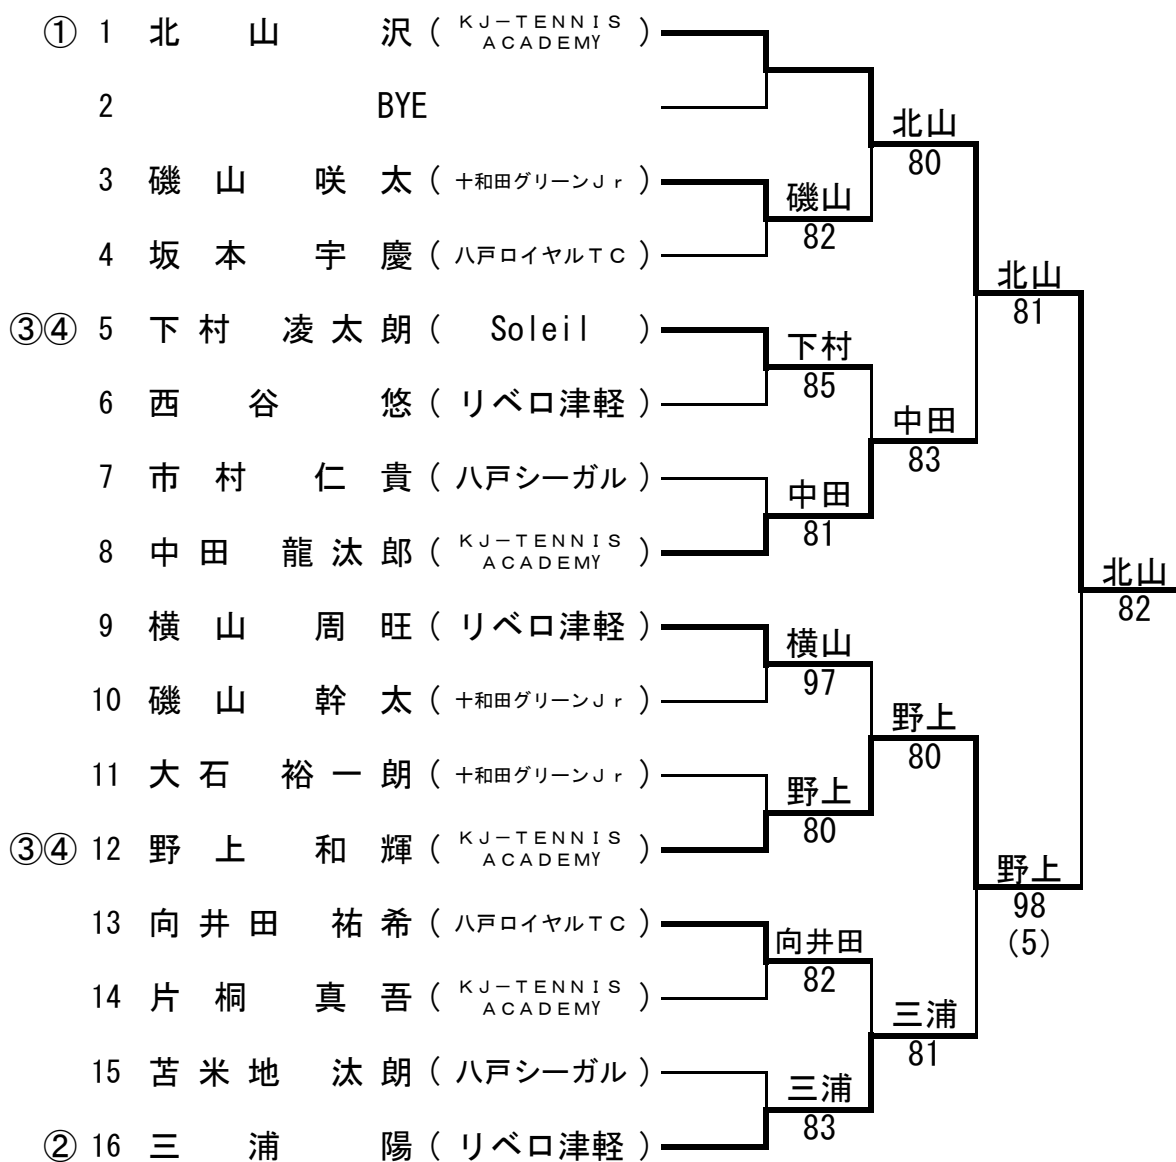 ① 1 北山 沢 ( KJ-TENNIS ACADEMY )
2 BYE
3 磯山 咲太 ( 十和田グリーンJr )
4 坂本 宇慶 ( 八戸ロイヤルTC )
③④ 5 下村 凌太朗 ( Soleil )
6 西谷 悠 ( リベロ津軽 )
7 市村 仁貴 ( 八戸シーガル )
8 中田 龍汰郎 ( KJ-TENNIS ACADEMY )
9 横山 周旺 ( リベロ津軽 )
10 磯山 幹太 ( 十和田グリーンJr )
11 大石 裕一朗 ( 十和田グリーンJr )
③④ 12 野上 和輝 ( KJ-TENNIS ACADEMY )
13 向井田 祐希 ( 八戸ロイヤルTC )
14 片桐 真吾 ( KJ-TENNIS ACADEMY )
15 苫米地 汰朗 ( 八戸シーガル )
② 16 三浦 陽 ( リベロ津軽 )
磯山
82
下村
85
中田
81
横山
97
野上
80
向井田
82
三浦
83
北山
80
中田
83
野上
80
三浦
81
北山
81
野上
98
(5)
北山
82